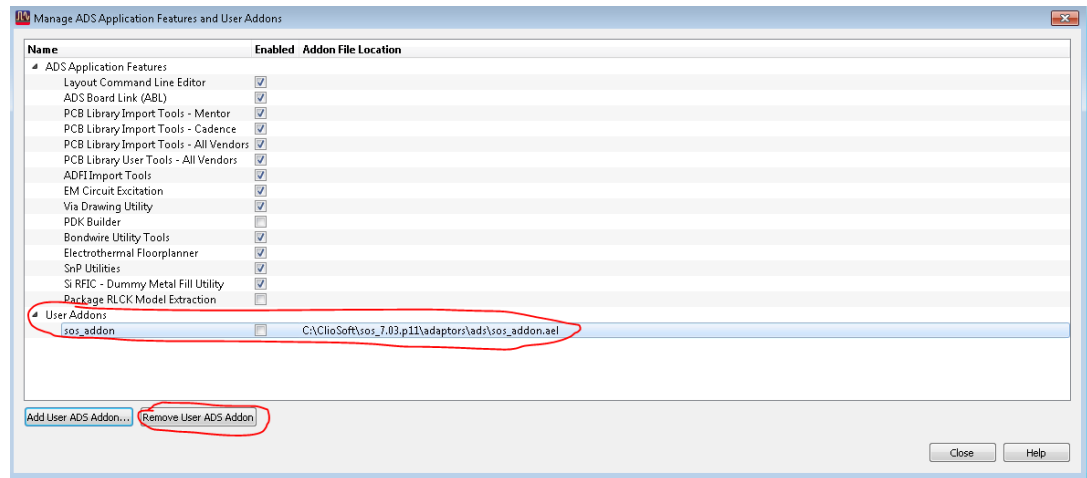 Manage ADS Application Features and User Addons
Name Enabled Addon File Location
ADS Application Features
Layout Command Line Editor
ADS Board Link (ABL)
PCB Library Import Tools - Mentor
PCB Library Import Tools - Cadence
PCB Library Import Tools - All Vendors
PCB Library User Tools - All Vendors
ADFI Import Tools
EM Circuit Excitation
Via Drawing Utility
PDK Builder
Bondwire Utility Tools
Electrothermal Floorplanner
SnP Utilities
Si RFIC - Dummy Metal Fill Utility
Package RLCK Model Extraction
User Addons
sos_addon C:\ClioSoft\sos_7.03.p11\adaptors\ads\sos_addon.ael
Add User ADS Addon... Remove User ADS Addon
Close Help